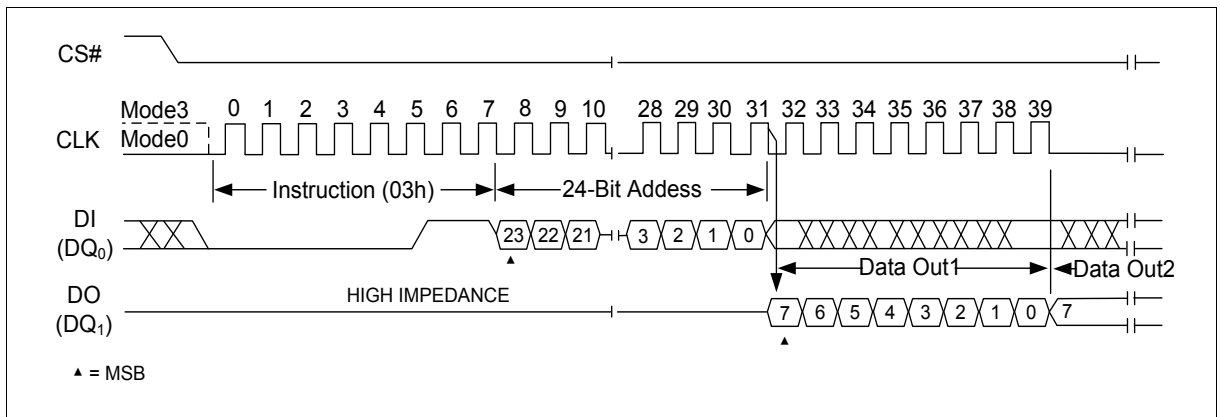 CS#
Mode3 0 1 2 3 4 5 6 7 8 9 10 28 29 30 31 32 33 34 35 36 37 38 39
CLK Mode0
Instruction (03h) 24-Bit Addess
DI
(DQ0)
23 22 21 3 2 1 0
Data Out1 Data Out2
DO
(DQ1)
HIGH IMPEDANCE
7 6 5 4 3 2 1 0 7
▲ = MSB